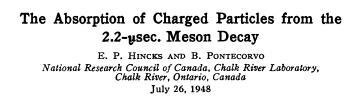 The Absorption of Charged Particles from the
2.2-μsec. Meson Decay
E. P. HINCKS AND B. PONTECORVO
National Research Council of Canada, Chalk River Laboratory,
Chalk River, Ontario, Canada
July 26, 1948